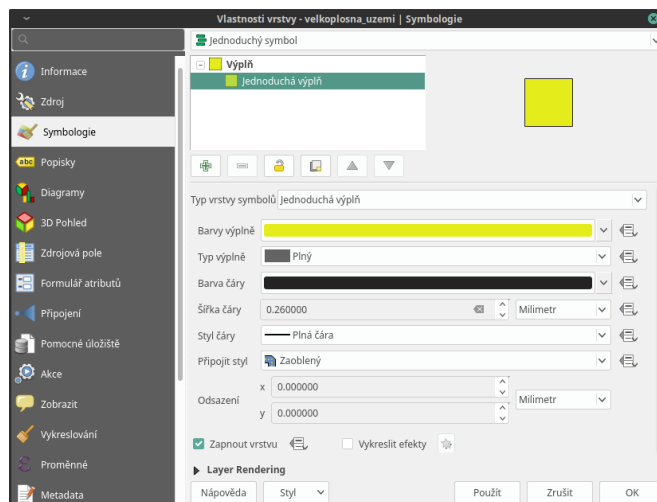 Vlastnosti vrstvy - velkoplosna_uzemi | Symbologie
Jednoduchý symbol
Informace
Zdroj
Symbologie
abc Popisky
Diagramy
3D Pohled
Zdrojová pole
Formulář atributů
Připojení
Pomocné úložiště
Akce
Zobrazit
Vykreslování
Proměnné
Metadata
Výplň
Jednoduchá výplň
Typ vrstvy symbolů Jednoduchá výplň
Barvy výplně
Typ výplně Plný
Barva čáry
Šířka čáry 0.260000 Milimetr
Styl čáry Plná čára
Připojit styl Zaoblený
Odsazení x 0.000000 Milimetr
y 0.000000
Zapnout vrstvu Vykreslit efekty
Layer Rendering
Nápověda Styl Použít Zrušit OK